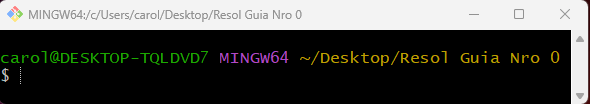 MINGW64:/c/Users/carol/Desktop/Resol Guia Nro 0
carol@DESKTOP-TQLDVD7 MINGW64 ~/Desktop/Resol Guia Nro 0
$